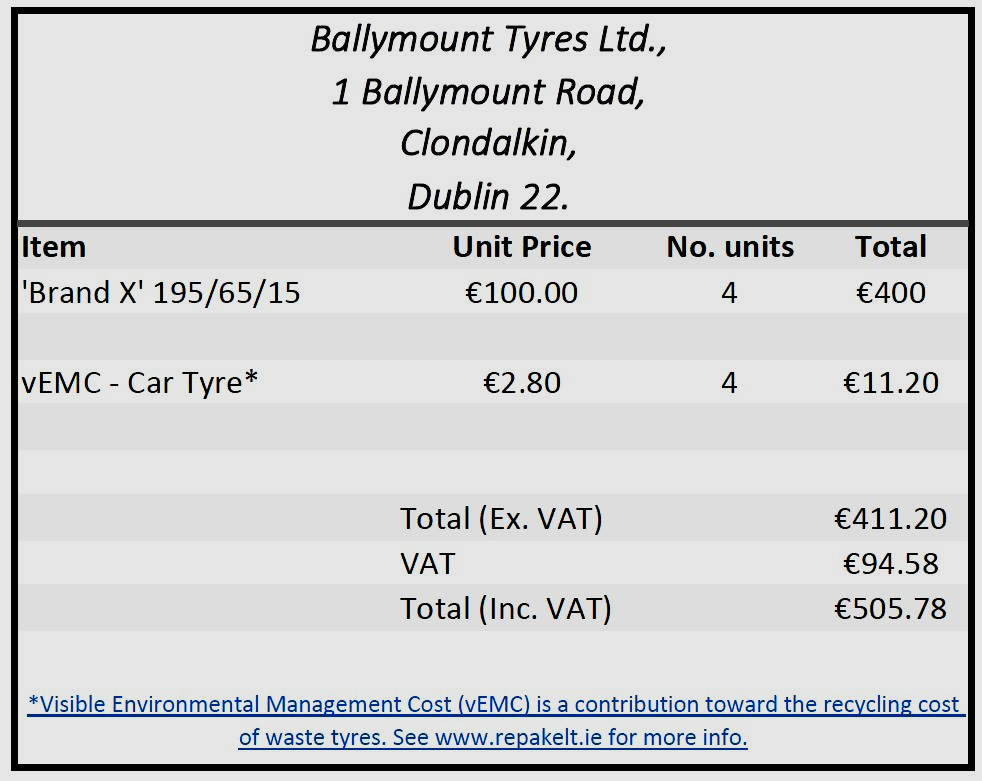 Ballymount Tyres Ltd.,
1 Ballymount Road,
Clondalkin,
Dublin 22.
Item Unit Price No. units Total
'Brand X' 195/65/15 €100.00 4 €400
vEMC - Car Tyre* €2.80 4 €11.20
Total (Ex. VAT) €411.20
VAT €94.58
Total (Inc. VAT) €505.78
*Visible Environmental Management Cost (vEMC) is a contribution toward the recycling cost
of waste tyres. See www.repakelt.ie for more info.